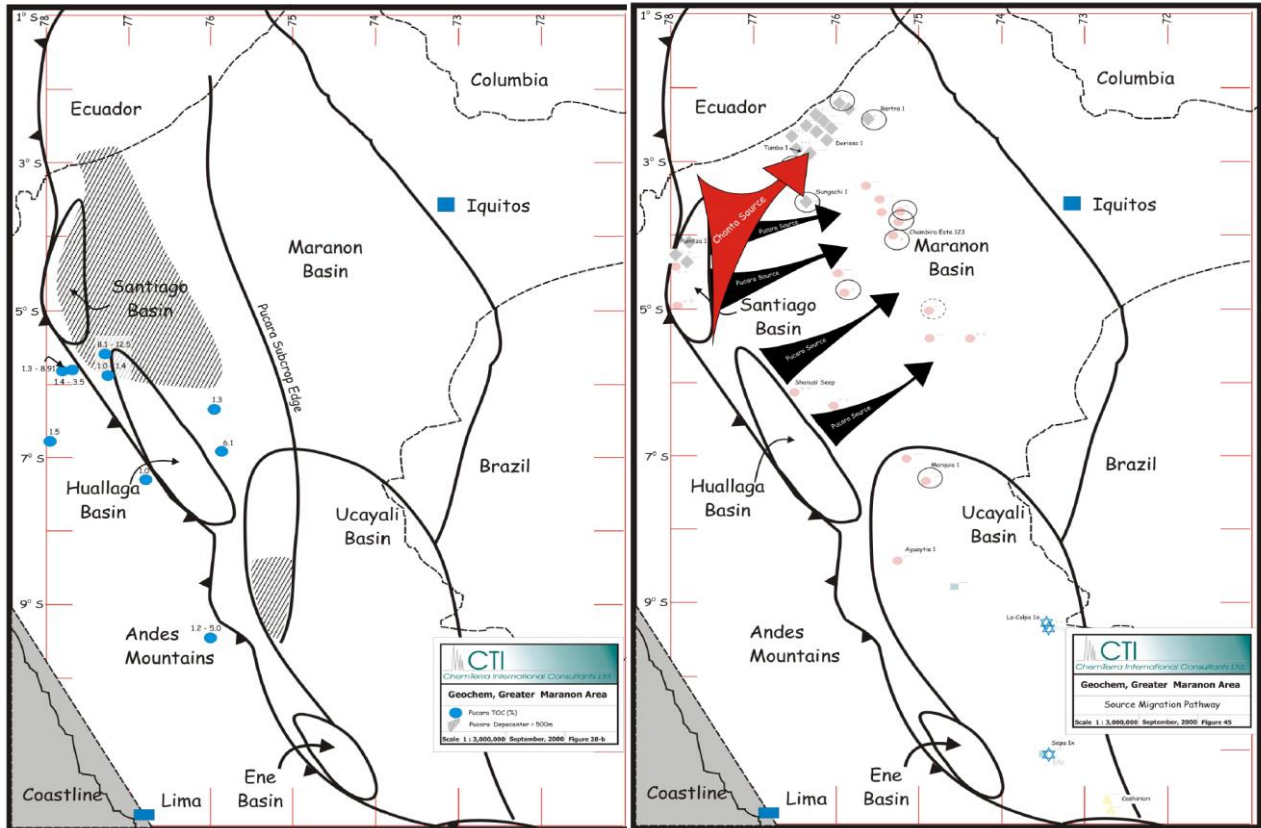 78
77
76
75
74
73
72
1° S
Columbia
Ecuador
3° S
Iquitos
Maranon
Basin
Santiago
Basin
5° S
Pucara Subcrop Edge
8.1 - 12.5
1.3 - 8.91
1.0 - 1.4
1.4 - 3.5
1.3
1.5
6.1
7° S
1.0
Brazil
Huallaga
Basin
Ucayali
Basin
9° S
1.2 - 5.0
Andes
Mountains
CTI
ChemTerra International Consultants Ltd.
Geochem, Greater Maranon Area
Pucara TOC (%)
Pucara Depocenter > 500m
Scale 1 : 3,000,000 September, 2000 Figure 28-b
Ene
Basin
Coastline
Lima
78
77
76
75
74
73
72
1° S
Columbia
Ecuador
Bartra 1
Dorissa 1
Tambo 1
3° S
Sungachi 1
Iquitos
Chanta Source
Pucara Source
Chambira Este 123
Maranon
Basin
Pucara Source
Santiago
Basin
5° S
Pucara Source
Shanusi Seep
Pucara Source
7° S
Maquia 1
Brazil
Huallaga
Basin
Ucayali
Basin
Aguaytia 1
9° S
La Colpa 1x
Andes
Mountains
CTI
ChemTerra International Consultants Ltd.
Geochem, Greater Maranon Area
Source Migration Pathway
Scale 1 : 3,000,000 September, 2000 Figure 45
Sepa 1x
Ene
Basin
Cashiriari
Coastline
Lima